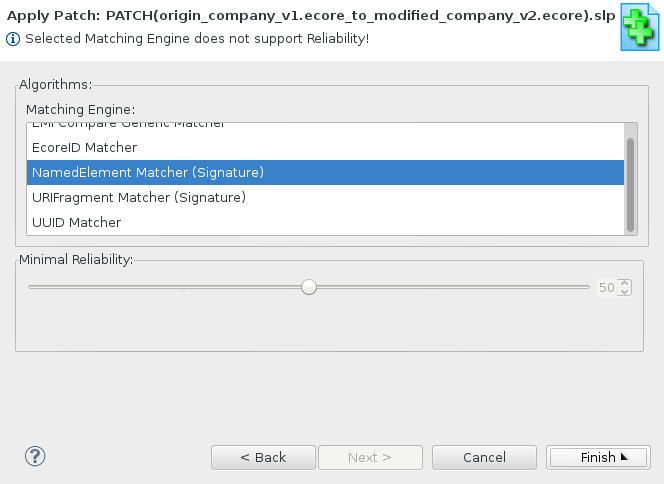 Apply Patch: PATCH(origin_company_v1.ecore_to_modified_company_v2.ecore).slp
Selected Matching Engine does not support Reliability!
Algorithms:
Matching Engine:
EMF Compare Generic Matcher
EcoreID Matcher
NamedElement Matcher (Signature)
URIFragment Matcher (Signature)
UUID Matcher
Minimal Reliability:
50
< Back
Next >
Cancel
Finish